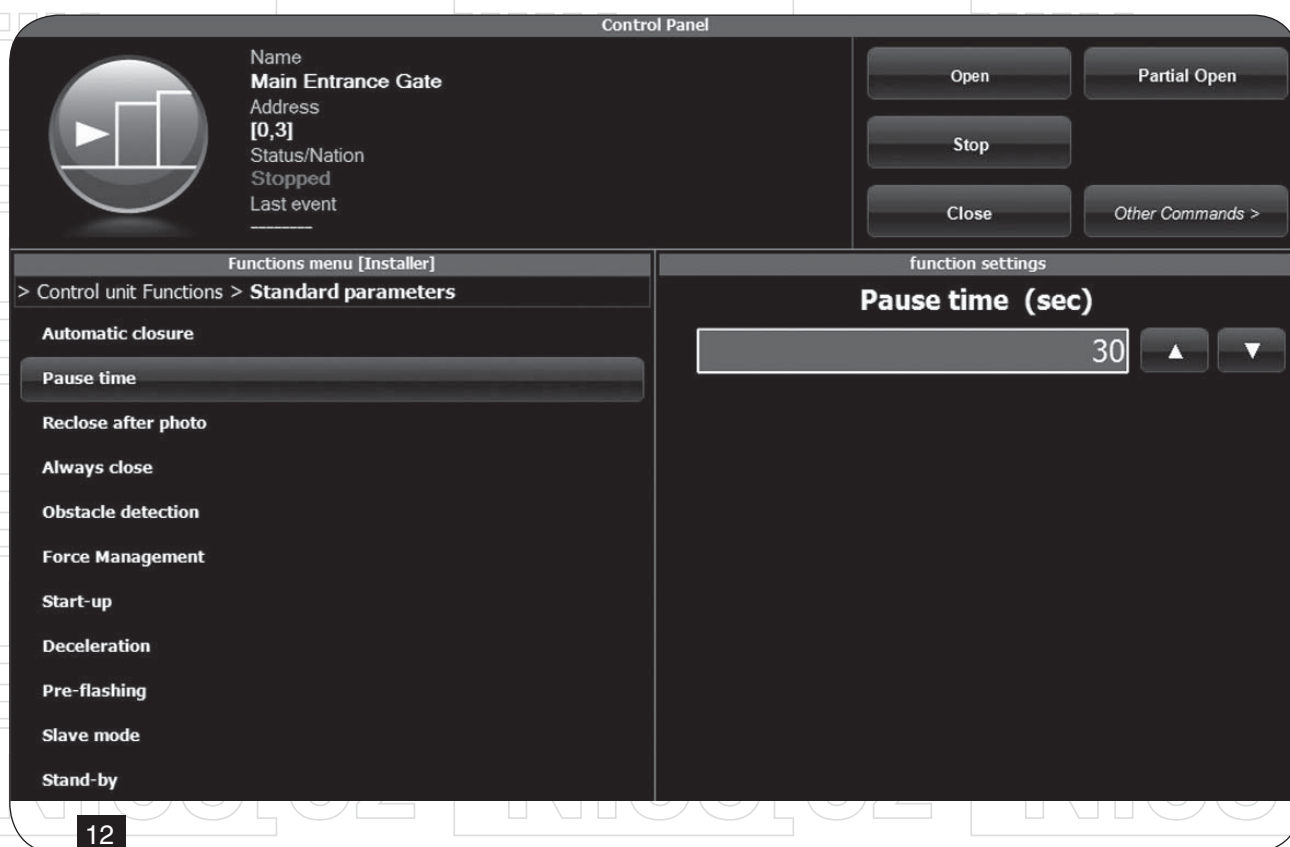 Control Panel
Name
Main Entrance Gate
Address
[0,3]
Status/Nation
Stopped
Last event
--------
Open
Partial Open
Stop
Close
Other Commands >
Functions menu [Installer]
> Control unit Functions > Standard parameters
Automatic closure
Pause time
Reclose after photo
Always close
Obstacle detection
Force Management
Start-up
Deceleration
Pre-flashing
Slave mode
Stand-by
function settings
Pause time (sec)
30
12